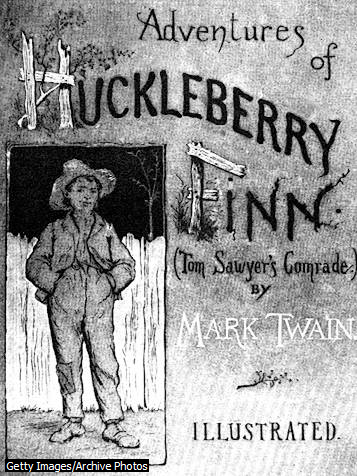 Adventures
of
HUCKLEBERRY
FINN.
(Tom Sawyer's Comrade.)
BY
MARK TWAIN.
ILLUSTRATED.
Getty Images/Archive Photos